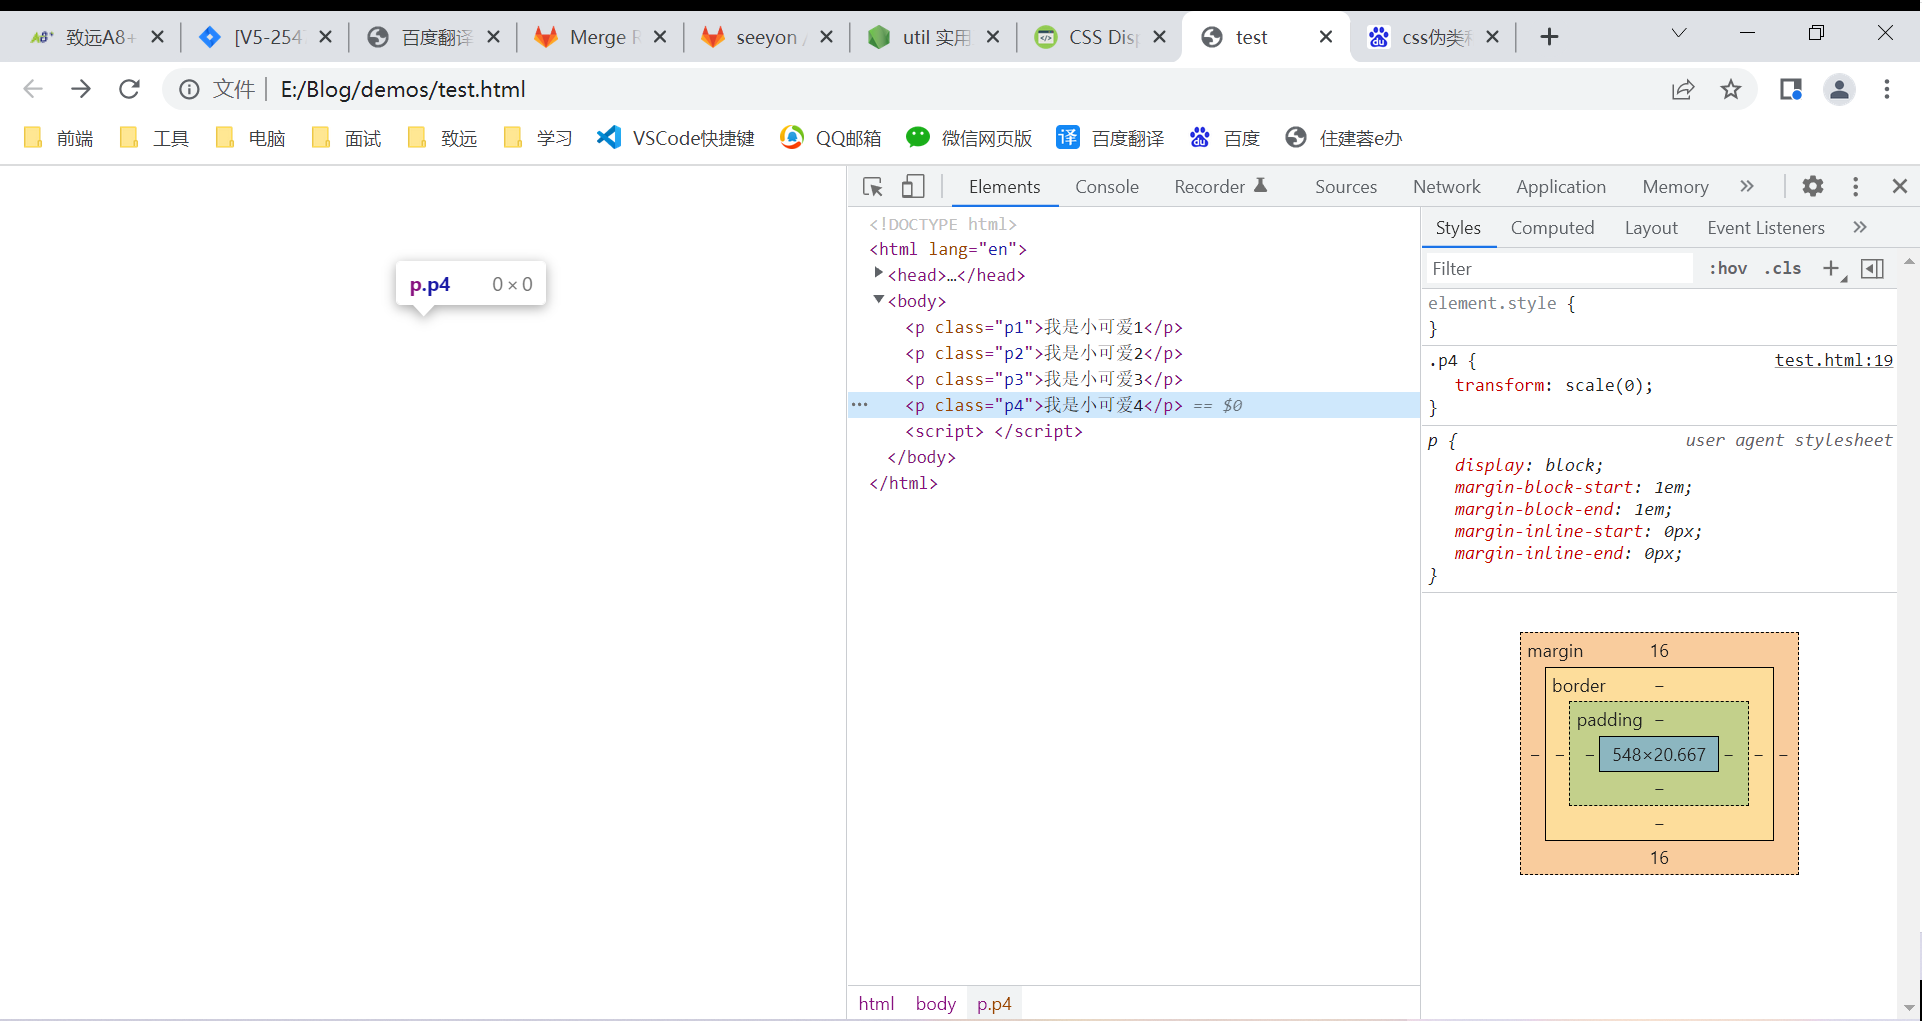 致远A8+
[V5-254
百度翻译
Merge R
seeyon /
util 实用
CSS Disp
test
css伪类
文件 | E:/Blog/demos/test.html
前端
工具
电脑
面试
致远
学习
VSCode快捷键
QQ邮箱
微信网页版
译 百度翻译
百度
住建蓉e办
p.p4 0 × 0
Elements
Console
Recorder
Sources
Network
Application
Memory
<!DOCTYPE html>
<html lang="en">
<head>…</head>
<body>
<p class="p1">我是小可爱1</p>
<p class="p2">我是小可爱2</p>
<p class="p3">我是小可爱3</p>
<p class="p4">我是小可爱4</p> == $0
<script> </script>
</body>
</html>
html body p.p4
Styles
Computed
Layout
Event Listeners
Filter
:hov .cls
element.style {
}
.p4 { test.html:19
transform: scale(0);
}
p { user agent stylesheet
display: block;
margin-block-start: 1em;
margin-block-end: 1em;
margin-inline-start: 0px;
margin-inline-end: 0px;
}
margin 16
border –
padding –
– – – 548×20.667 – – –
–
–
16